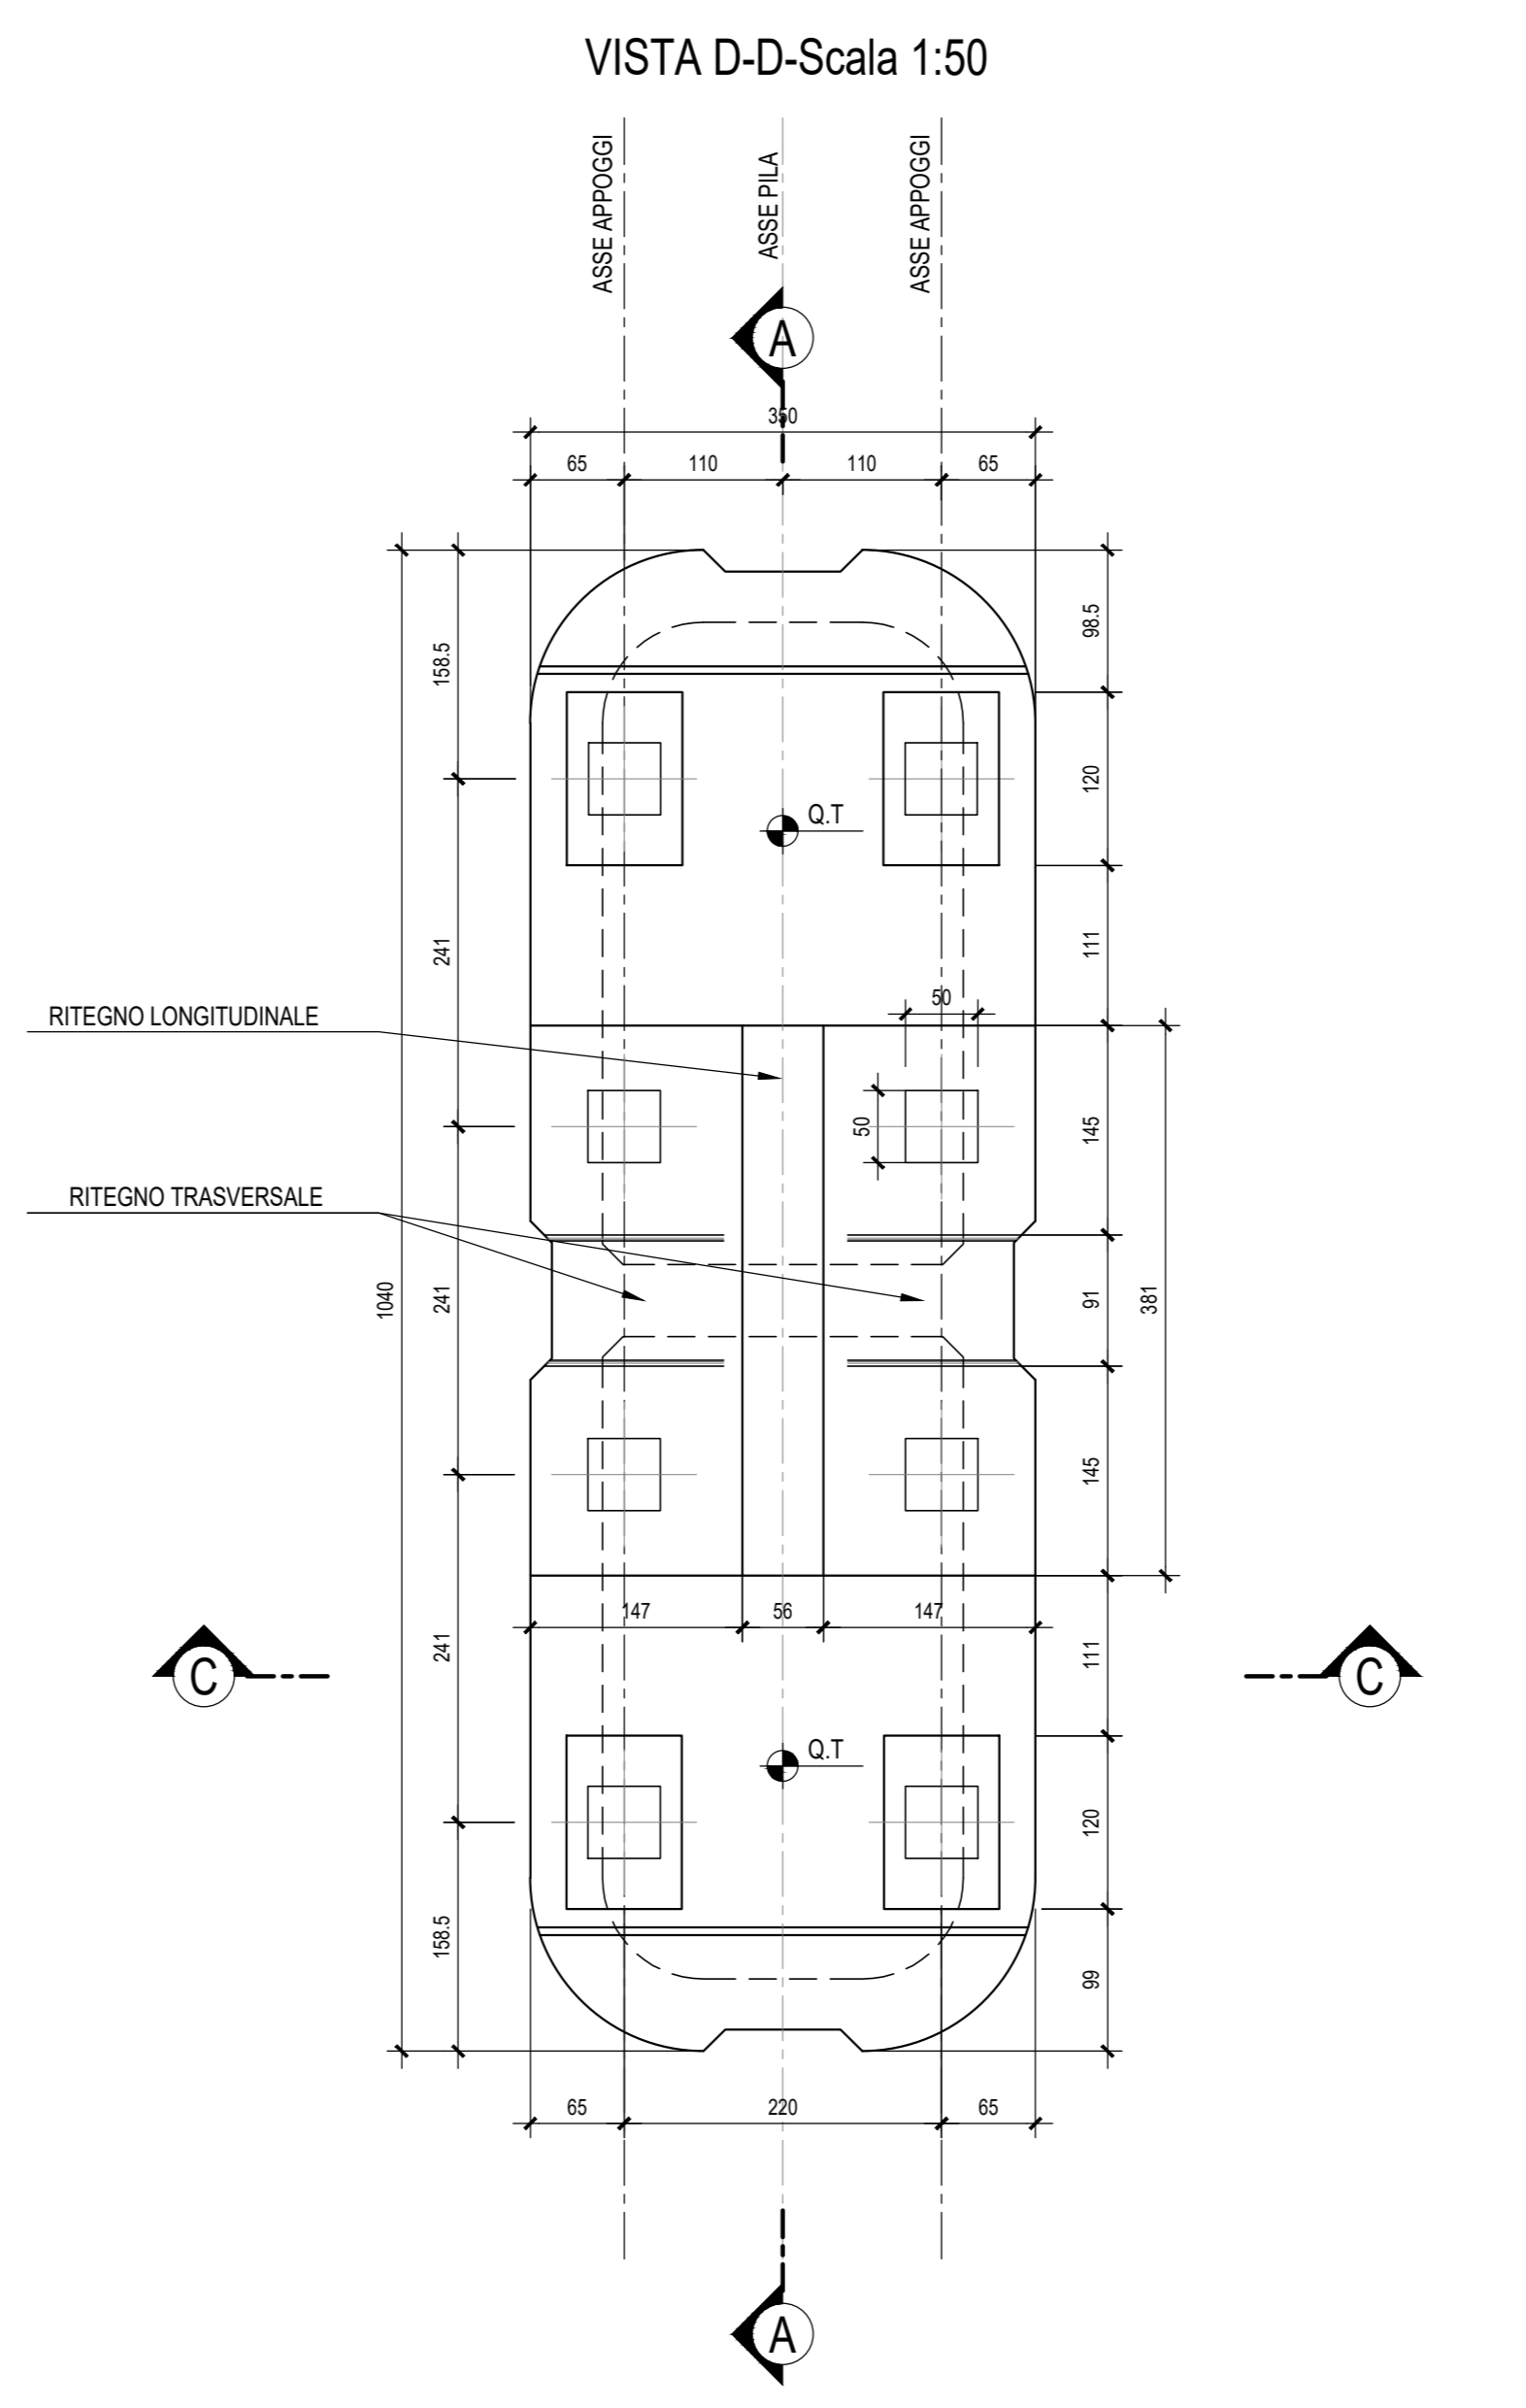 VISTA D-D-Scala 1:50
ASSE APPOGGI
ASSE PILA
ASSE APPOGGI
A
350
65
110
110
65
158.5
98.5
120
Q.T
241
111
RITEGNO LONGITUDINALE
50
50
145
RITEGNO TRASVERSALE
1040
241
91
381
145
147
56
147
241
111
C
C
Q.T
120
158.5
99
65
220
65
A